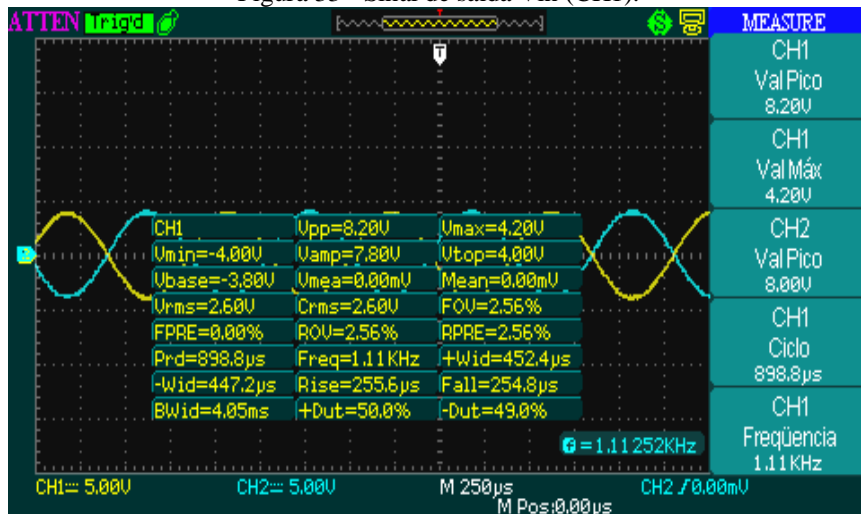 Figura 35 - Sinal de saída Vin (CH1).
ATTEN Trig'd
MEASURE
T
CH1
Val Pico
8.20V
CH1
Val Máx
4.20V
CH2
Val Pico
8.00V
CH1
Ciclo
898.8µs
CH1
Freqüencia
1.11KHz
CH1 Vpp=8.20V Vmax=4.20V
Vmin=-4.00V Vamp=7.80V Vtop=4.00V
Vbase=-3.80V Vmea=0.00mV Mean=0.00mV
Vrms=2.60V Crms=2.60V FOV=2.56%
FPRE=0.00% ROV=2.56% RPRE=2.56%
Prd=898.8µs Freq=1.11KHz +Wid=452.4µs
-Wid=447.2µs Rise=255.6µs Fall=254.8µs
BWid=4.05ms +Dut=50.0% -Dut=49.0%
=1.11252KHz
CH1 5.00V CH2 5.00V M 250µs CH2 0.00mV
M Pos:0.00µs